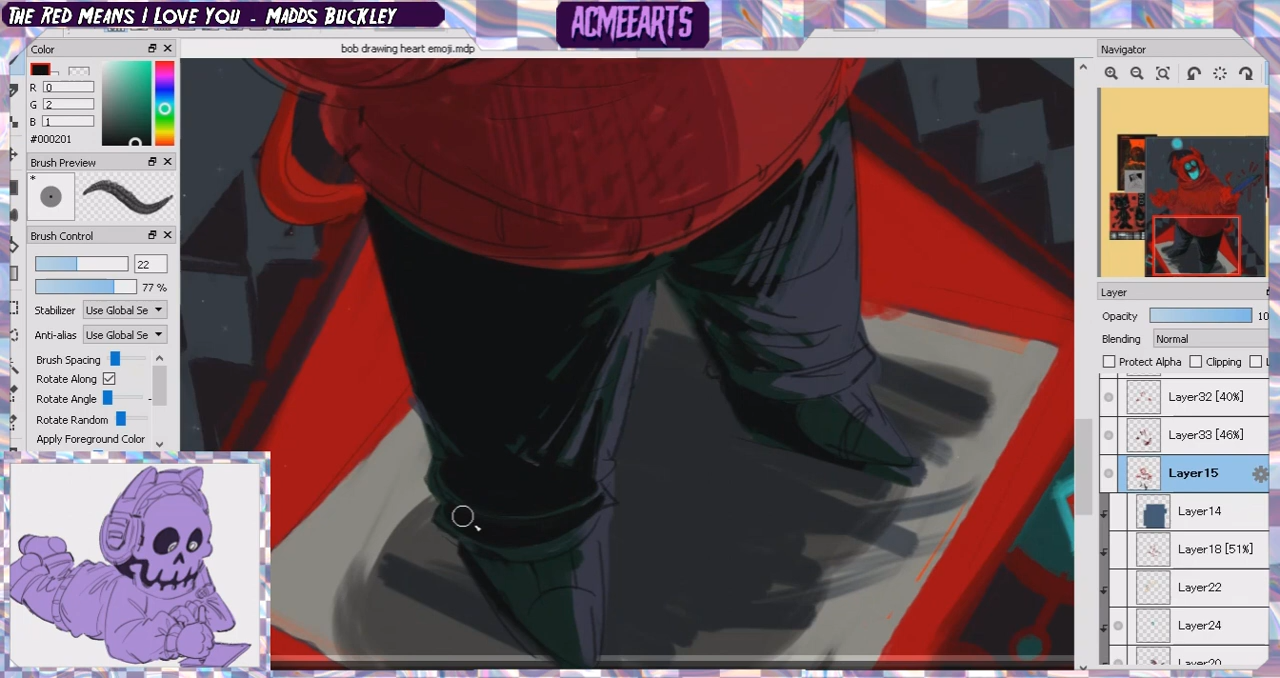 THE RED MEANS I LOVE YOU - MADDS BUCKLEY
ACMEEARTS
bob drawing heart emoji.mdp
Color
R 0
G 2
B 1
#000201
Brush Preview
*
Brush Control
22
77 %
Stabilizer Use Global Se
Anti-alias Use Global Se
Brush Spacing
Rotate Along
Rotate Angle
Rotate Random
Apply Foreground Color
Navigator
Layer
Opacity 10
Blending Normal
Protect Alpha Clipping L
Layer32 [40%]
Layer33 [46%]
Layer15
Layer14
Layer18 [51%]
Layer22
Layer24
Layer20